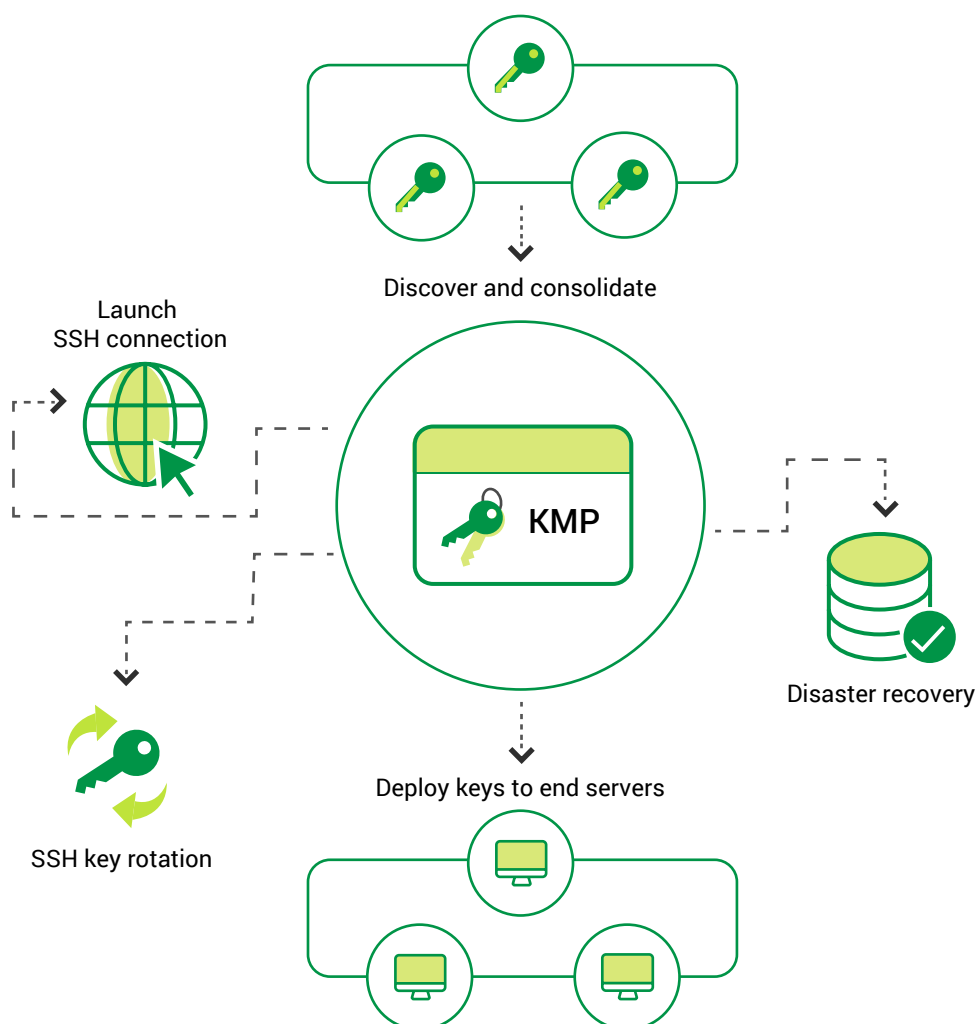 Discover and consolidate
Launch
SSH connection
KMP
Disaster recovery
Deploy keys to end servers
SSH key rotation